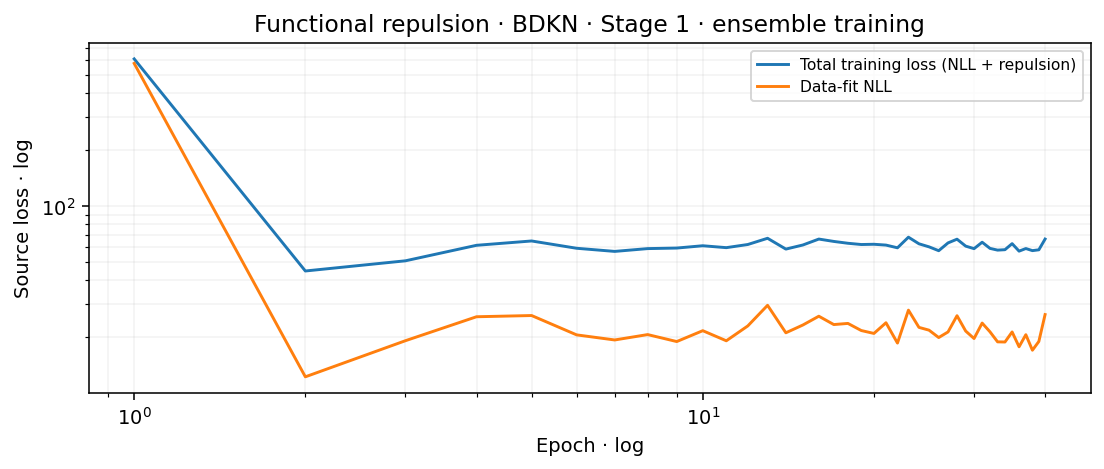 Functional repulsion · BDKN · Stage 1 · ensemble training
Total training loss (NLL + repulsion)
Data-fit NLL
Source loss · log
10²
10⁰
10¹
Epoch · log